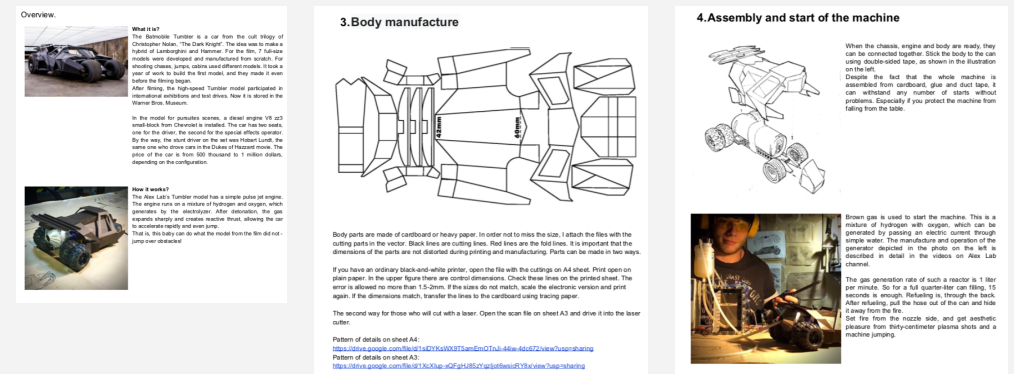 Overview.
What it is?
The Batmobile Tumbler is a car from the cult trilogy of
Christopher Nolan, "The Dark Knight". The idea was to make a
hybrid of Lamborghini and Hammer. For the film, 7 full-size
models were developed and manufactured from scratch. For
shooting chases, jumps, cabins used different models. It took a
year of work to build the first model, and they made it even
before the filming began.
After filming, the high-speed Tumbler model participated in
international exhibitions and test drives. Now it is stored in the
Warner Bros. Museum.
In the model for pursuites scenes, a diesel engine V8 zz3
small-block from Chevrolet is installed. The car has two seats,
one for the driver, the second for the special effects operator.
By the way, the stunt driver on the set was Hobert Lundt, the
same one who drove cars in the Dukes of Hazzard movie. The
price of the car is from 500 thousand to 1 million dollars,
depending on the configuration.
How it works?
The Alex Lab's Tumbler model has a simple pulse jet engine.
The engine runs on a mixture of hydrogen and oxygen, which
generates by the electrolyzer. After detonation, the gas
expands sharply and creates reactive thrust, allowing the car
to accelerate rapidly and even jump.
That is, this baby can do what the model from the film did not -
jump over obstacles!
3.Body manufacture
42mm
60mm
Body parts are made of cardboard or heavy paper. In order not to miss the size, I attach the files with the
cutting parts in the vector. Black lines are cutting lines. Red lines are the fold lines. It is important that the
dimensions of the parts are not distorted during printing and manufacturing. Parts can be made in two ways.
If you have an ordinary black-and-white printer, open the file with the cuttings on A4 sheet. Print open on
plain paper. In the upper figure there are control dimensions. Check these lines on the printed sheet. The
error is allowed no more than 1.5-2mm. If the sizes do not match, scale the electronic version and print
again. If the dimensions match, transfer the lines to the cardboard using tracing paper.
The second way for those who will cut with a laser. Open the scan file on sheet A3 and drive it into the laser
cutter.
Pattern of details on sheet A4:
Pattern of details on sheet A3:
4.Assembly and start of the machine
When the chassis, engine and body are ready, they
can be connected together. Stick the body to the can
using double-sided tape, as shown in the illustration
on the left.
Despite the fact that the whole machine is
assembled from cardboard, glue and duct tape, it
can withstand any number of starts without
problems. Especially if you protect the machine from
falling from the table.
Brown gas is used to start the machine. This is a
mixture of hydrogen with oxygen, which can be
generated by passing an electric current through
simple water. The manufacture and operation of the
generator depicted in the photo on the left is
described in detail in the videos on Alex Lab
channel.
The gas generation rate of such a reactor is 1 liter
per minute. So for a full quarter-liter can filling, 15
seconds is enough. Refueling is, through the back.
After refueling, pull the hose out of the can and hide
it away from the fire.
Set fire from the nozzle side, and get aesthetic
pleasure from thirty-centimeter plasma shots and a
machine jumping.